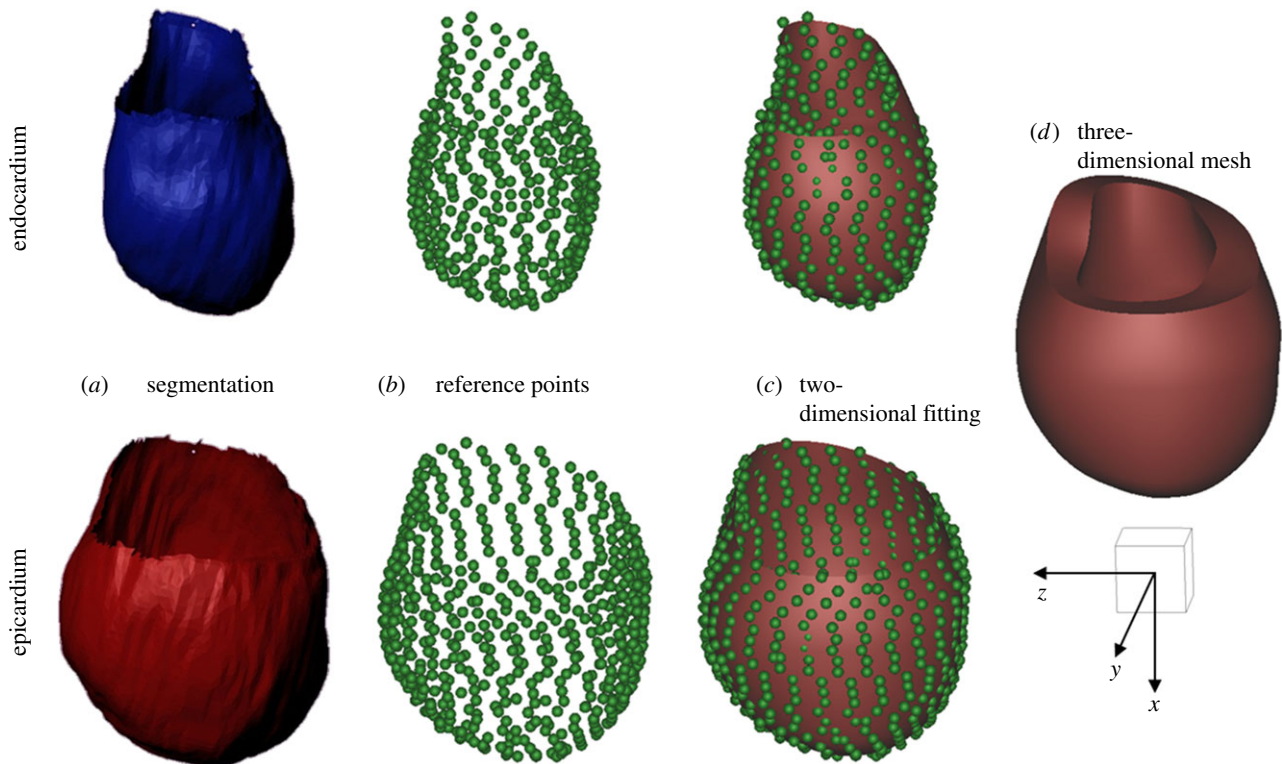 endocardium
(d) three-
dimensional mesh
(a) segmentation
(b) reference points
(c) two-
dimensional fitting
epicardium
z
y
x